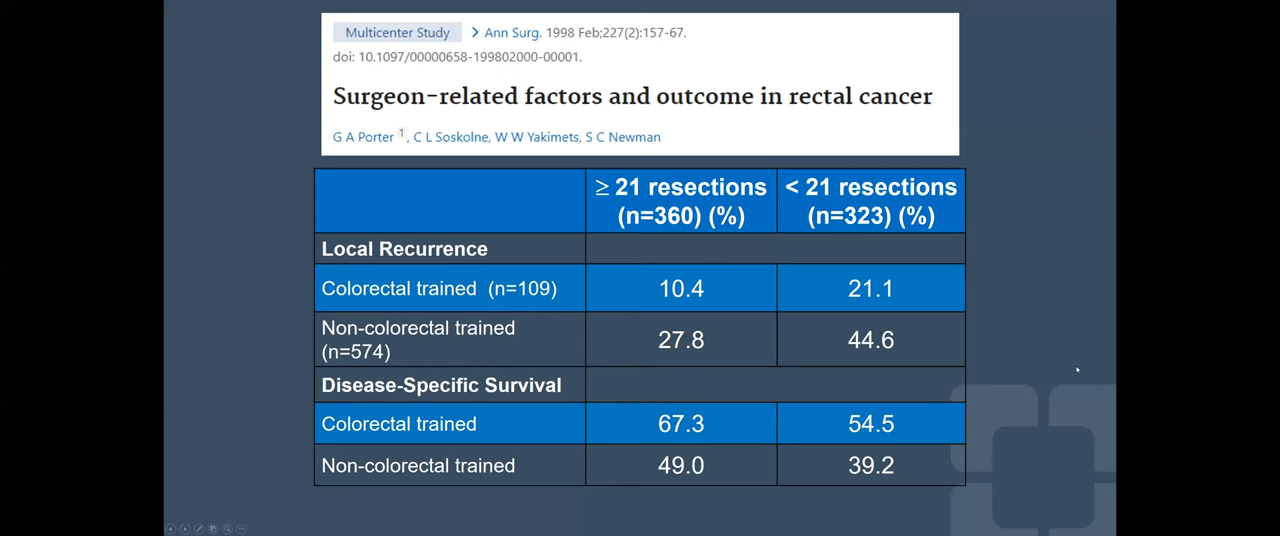 Multicenter Study > Ann Surg. 1998 Feb;227(2):157-67.
doi: 10.1097/00000658-199802000-00001.
Surgeon-related factors and outcome in rectal cancer
G A Porter 1, C L Soskolne, W W Yakimets, S C Newman
≥ 21 resections (n=360) (%)
< 21 resections (n=323) (%)
Local Recurrence
Colorectal trained (n=109) 10.4 21.1
Non-colorectal trained (n=574) 27.8 44.6
Disease-Specific Survival
Colorectal trained 67.3 54.5
Non-colorectal trained 49.0 39.2